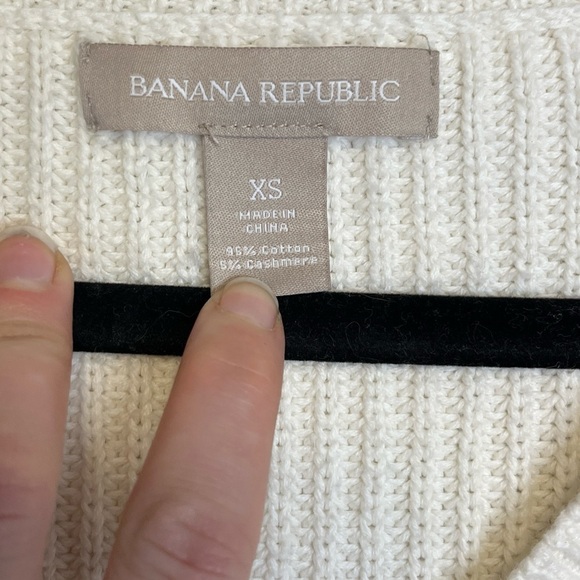 BANANA REPUBLIC
XS
MADE IN
CHINA
95% Cotton
5% Cashmere